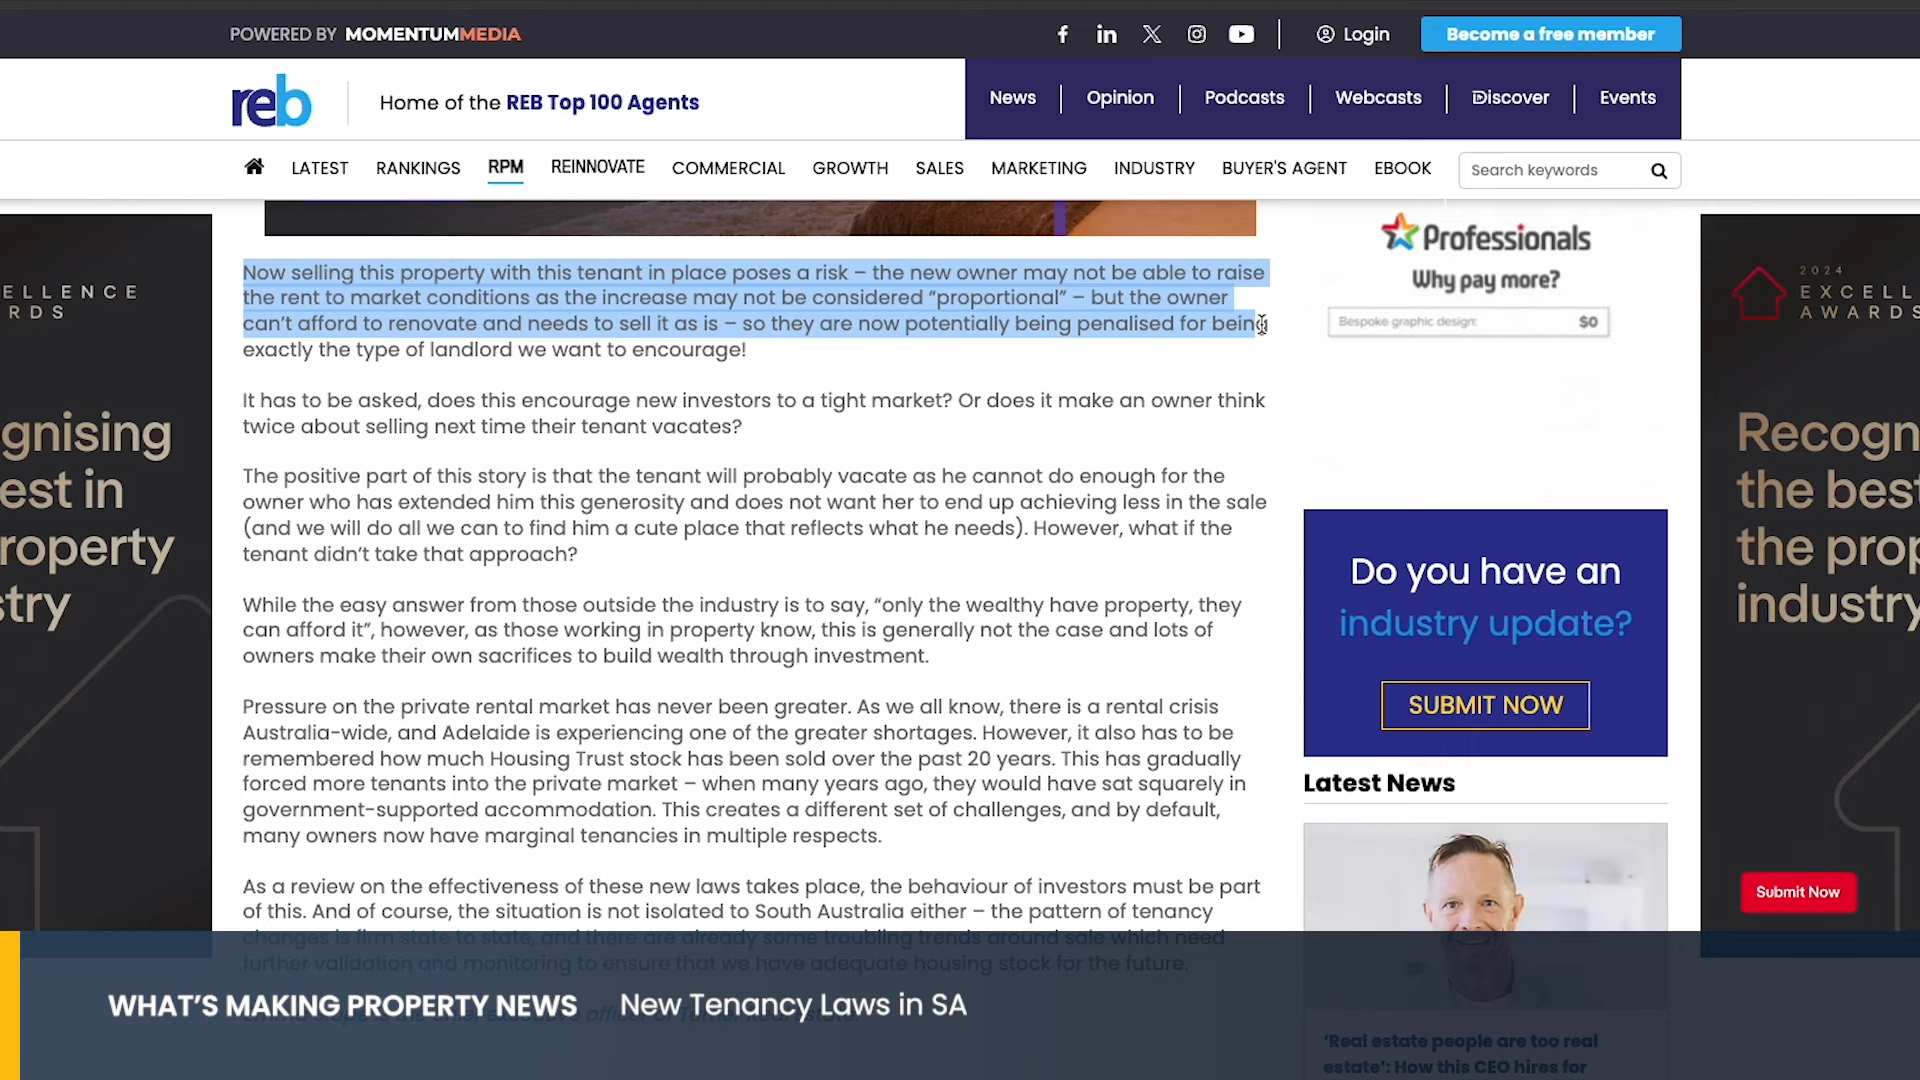 POWERED BY MOMENTUMMEDIA
Login
Become a free member
reb
Home of the REB Top 100 Agents
News
Opinion
Podcasts
Webcasts
Discover
Events
LATEST
RANKINGS
RPM
REINNOVATE
COMMERCIAL
GROWTH
SALES
MARKETING
INDUSTRY
BUYER'S AGENT
EBOOK
Search keywords
Now selling this property with this tenant in place poses a risk – the new owner may not be able to raise
the rent to market conditions as the increase may not be considered “proportional” – but the owner
can’t afford to renovate and needs to sell it as is – so they are now potentially being penalised for being
exactly the type of landlord we want to encourage!
It has to be asked, does this encourage new investors to a tight market? Or does it make an owner think
twice about selling next time their tenant vacates?
The positive part of this story is that the tenant will probably vacate as he cannot do enough for the
owner who has extended him this generosity and does not want her to end up achieving less in the sale
(and we will do all we can to find him a cute place that reflects what he needs). However, what if the
tenant didn’t take that approach?
While the easy answer from those outside the industry is to say, “only the wealthy have property, they
can afford it”, however, as those working in property know, this is generally not the case and lots of
owners make their own sacrifices to build wealth through investment.
Pressure on the private rental market has never been greater. As we all know, there is a rental crisis
Australia-wide, and Adelaide is experiencing one of the greater shortages. However, it also has to be
remembered how much Housing Trust stock has been sold over the past 20 years. This has gradually
forced more tenants into the private market – when many years ago, they would have sat squarely in
government-supported accommodation. This creates a different set of challenges, and by default,
many owners now have marginal tenancies in multiple respects.
As a review on the effectiveness of these new laws takes place, the behaviour of investors must be part
of this. And of course, the situation is not isolated to South Australia either – the pattern of tenancy
changes is firm state to state, and there are already some troubling trends around sale which need
further validation and monitoring to ensure that we have adequate housing stock for the future.
ELLENCE
RDS
gnising
est in
roperty
stry
Professionals
Why pay more?
Bespoke graphic design: $0
Do you have an
industry update?
SUBMIT NOW
Latest News
‘Real estate people are too real
estate’: How this CEO hires for
2024
EXCELL
AWARDS
Recogn
the best
the prop
industry
Submit Now
WHAT’S MAKING PROPERTY NEWS New Tenancy Laws in SA